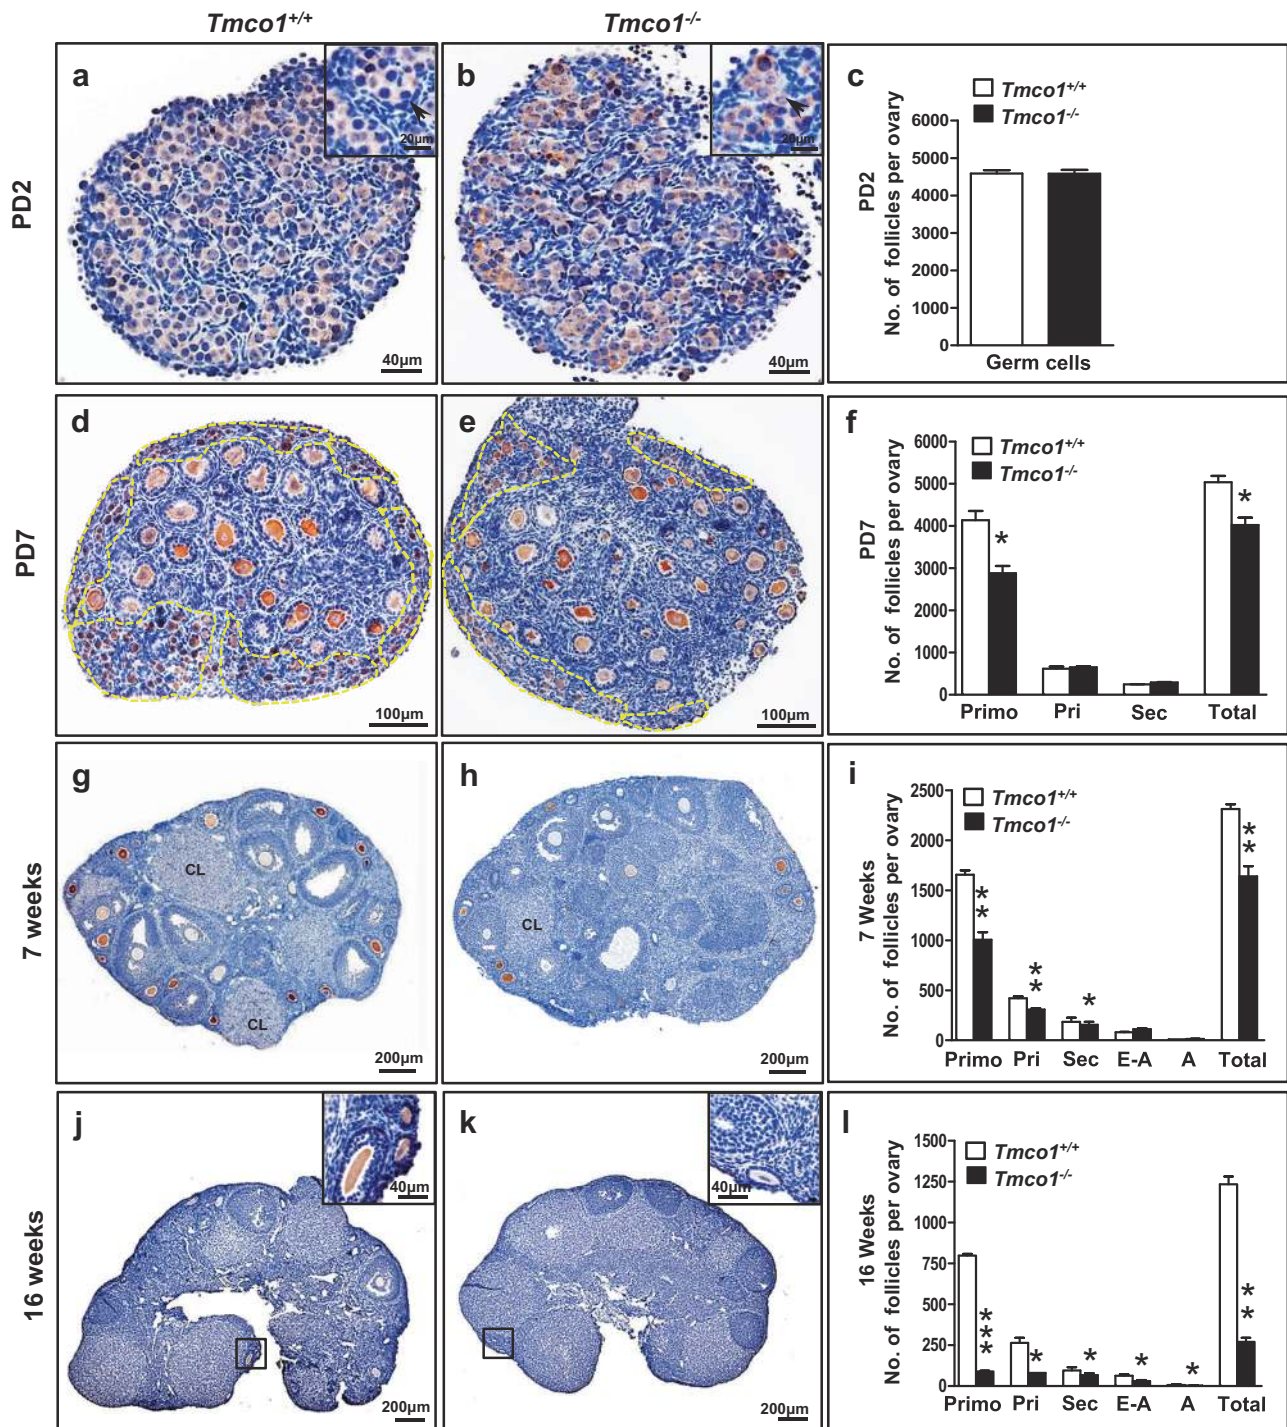 Tmco1+/+
Tmco1-/-
PD2
a
20µm
40µm
b
20µm
40µm
c
Tmco1+/+
Tmco1-/-
PD2
No. of follicles per ovary
6000
5000
4000
3000
2000
1000
0
Germ cells
PD7
d
100µm
e
100µm
f
Tmco1+/+
Tmco1-/-
PD7
No. of follicles per ovary
6000
5000
4000
3000
2000
1000
0
*
*
Primo Pri Sec Total
7 weeks
g
CL
CL
200µm
h
CL
200µm
i
Tmco1+/+
Tmco1-/-
7 Weeks
No. of follicles per ovary
2500
2000
1500
1000
500
0
**
**
*
**
Primo Pri Sec E-A A Total
16 weeks
j
40µm
200µm
k
40µm
200µm
l
Tmco1+/+
Tmco1-/-
16 Weeks
No. of follicles per ovary
1500
1250
1000
750
500
250
0
***
*
*
*
*
**
Primo Pri Sec E-A A Total